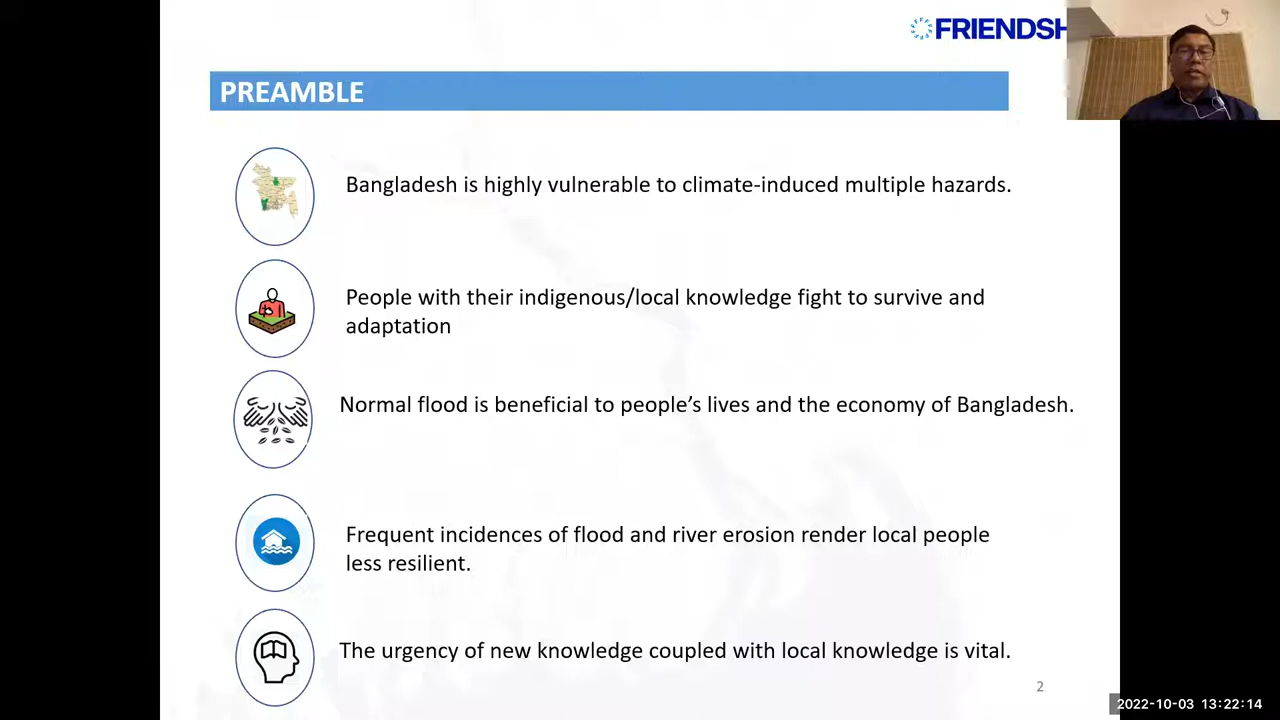 FRIENDSH
PREAMBLE
Bangladesh is highly vulnerable to climate-induced multiple hazards.
People with their indigenous/local knowledge fight to survive and
adaptation
Normal flood is beneficial to people’s lives and the economy of Bangladesh.
Frequent incidences of flood and river erosion render local people
less resilient.
The urgency of new knowledge coupled with local knowledge is vital.
2
2022-10-03 13:22:14